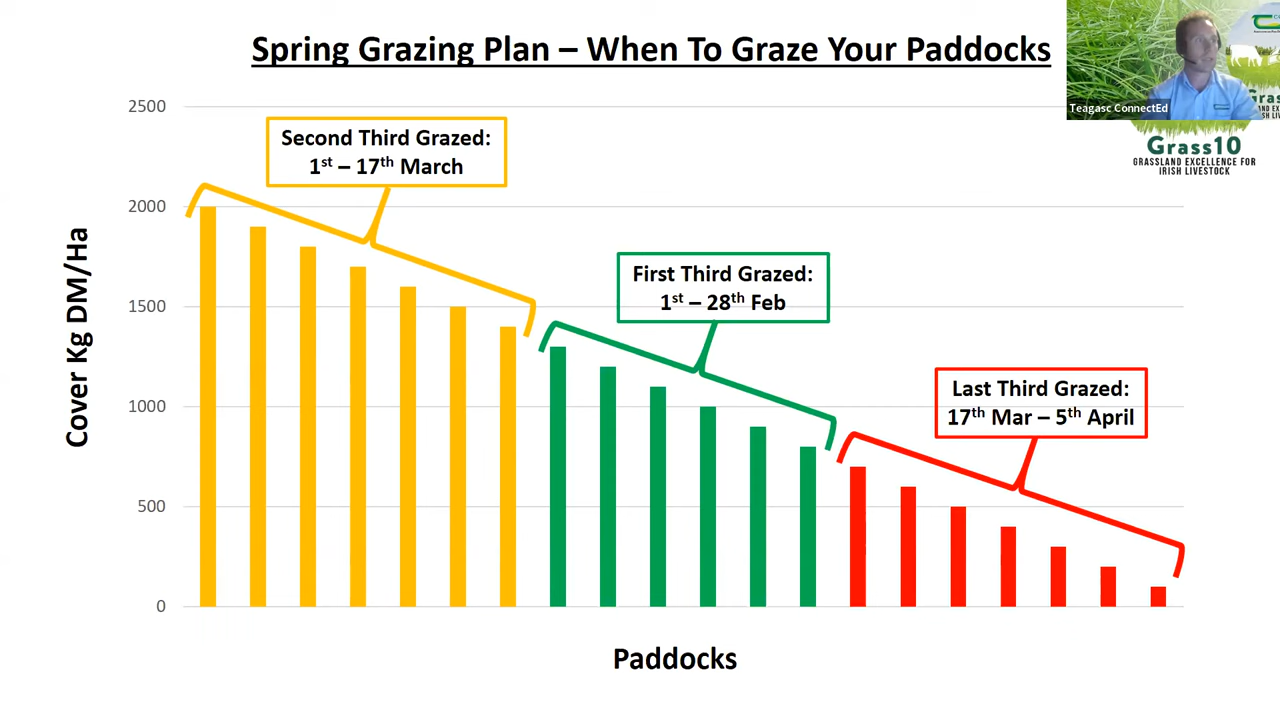 Spring Grazing Plan – When To Graze Your Paddocks
Teagasc ConnectEd
Grass10
GRASSLAND EXCELLENCE FOR
IRISH LIVESTOCK
Cover Kg DM/Ha
2500
2000
1500
1000
500
0
Second Third Grazed:
1st – 17th March
First Third Grazed:
1st – 28th Feb
Last Third Grazed:
17th Mar – 5th April
Paddocks